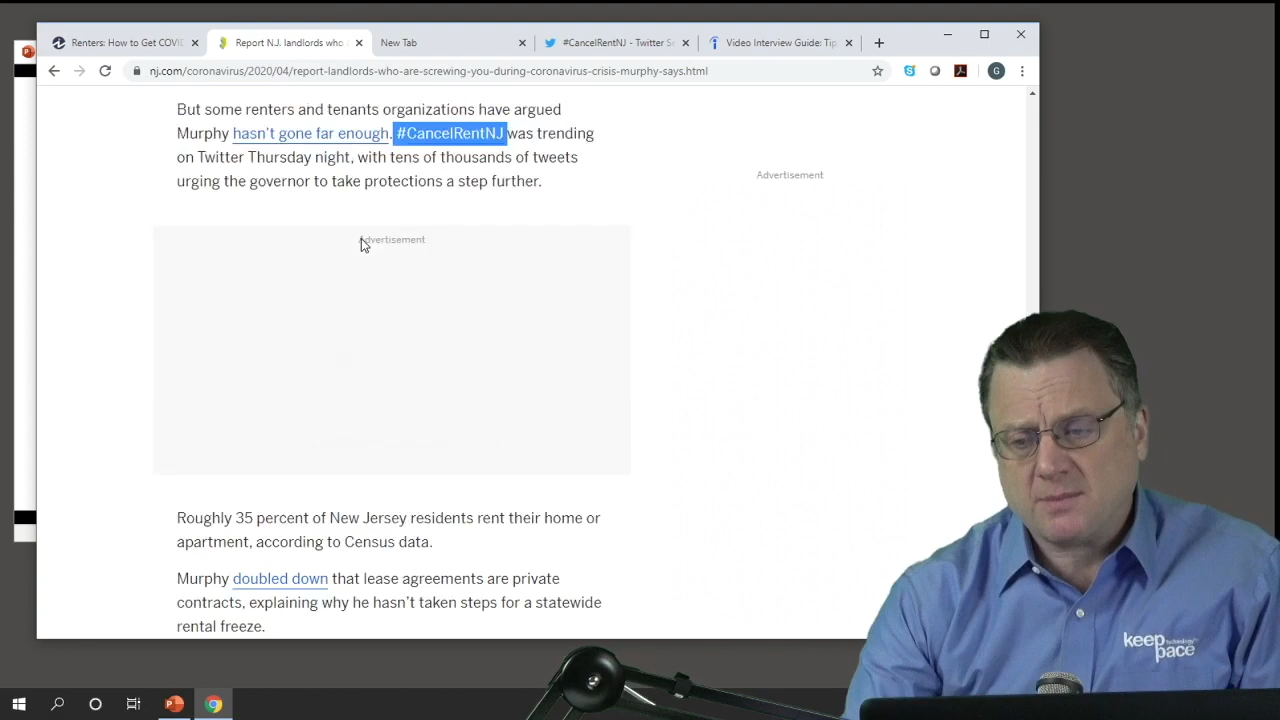 Renters: How to Get COVI
Report N.J. landlords who
New Tab
#CancelRentNJ - Twitter Se
Video Interview Guide: Tip
nj.com/coronavirus/2020/04/report-landlords-who-are-screwing-you-during-coronavirus-crisis-murphy-says.html
G
But some renters and tenants organizations have argued
Murphy hasn't gone far enough. #CancelRentNJ was trending
on Twitter Thursday night, with tens of thousands of tweets
urging the governor to take protections a step further.
Advertisement
Advertisement
Roughly 35 percent of New Jersey residents rent their home or
apartment, according to Census data.
Murphy doubled down that lease agreements are private
contracts, explaining why he hasn't taken steps for a statewide
rental freeze.
keep technology
pace